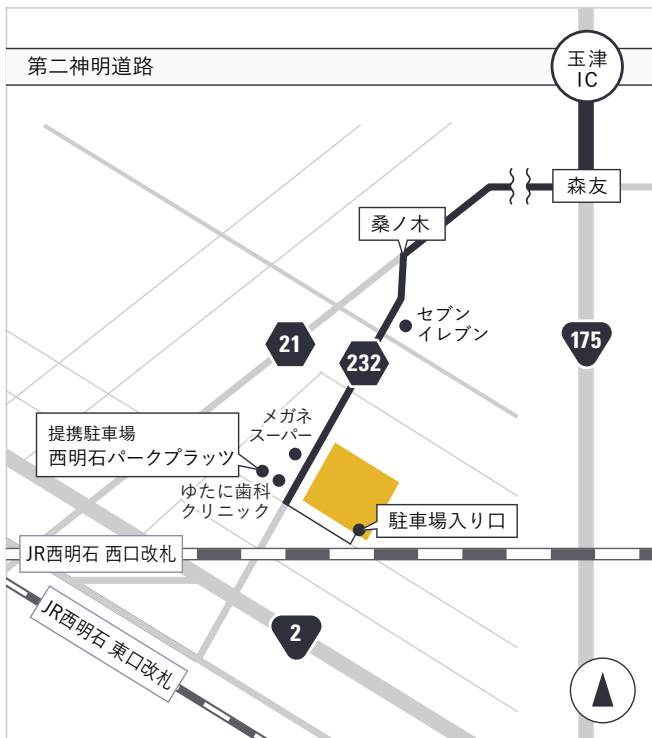 第二神明道路
玉津
IC
森友
桑ノ木
セブン
イレブン
21
232
175
メガネ
スーパー
提携駐車場
西明石パークプラッツ
ゆたに歯科
クリニック
駐車場入り口
JR西明石 西口改札
JR西明石 東口改札
2